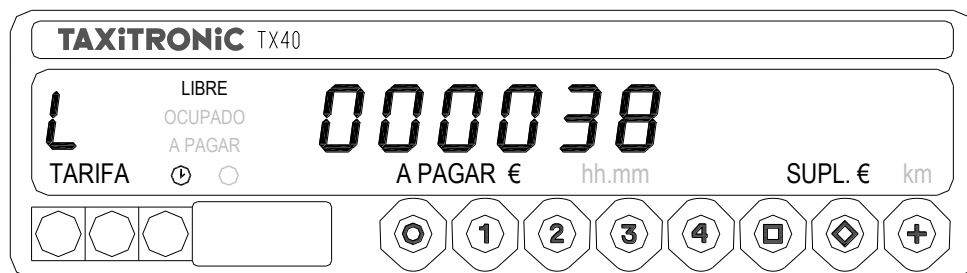 TAXiTRONiC TX40
LIBRE
L OCUPADO 000038
A PAGAR
TARIFA A PAGAR € hh.mm SUPL. € km
1 2 3 4 +